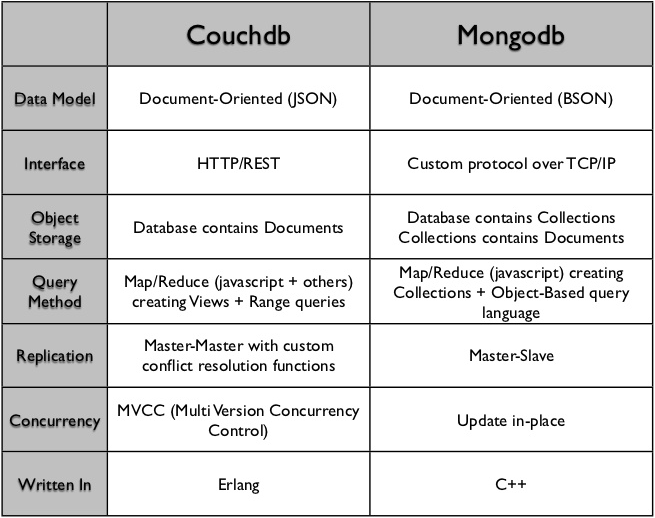 Couchdb Mongodb
Data Model Document-Oriented (JSON) Document-Oriented (BSON)
Interface HTTP/REST Custom protocol over TCP/IP
Object
Storage
Database contains Documents
Database contains Collections
Collections contains Documents
Query
Method
Map/Reduce (javascript + others)
creating Views + Range queries
Map/Reduce (javascript) creating
Collections + Object-Based query
language
Replication
Master-Master with custom
conflict resolution functions
Master-Slave
Concurrency
MVCC (Multi Version Concurrency
Control)
Update in-place
Written In Erlang C++